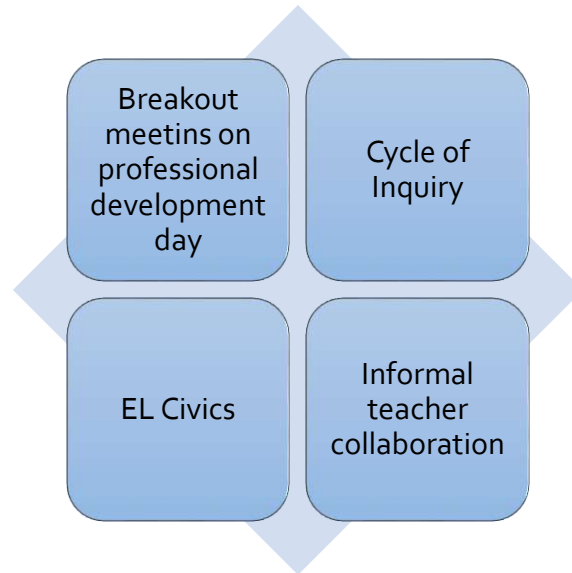 Breakout
meetins on
professional
development
day
Cycle of
Inquiry
EL Civics
Informal
teacher
collaboration